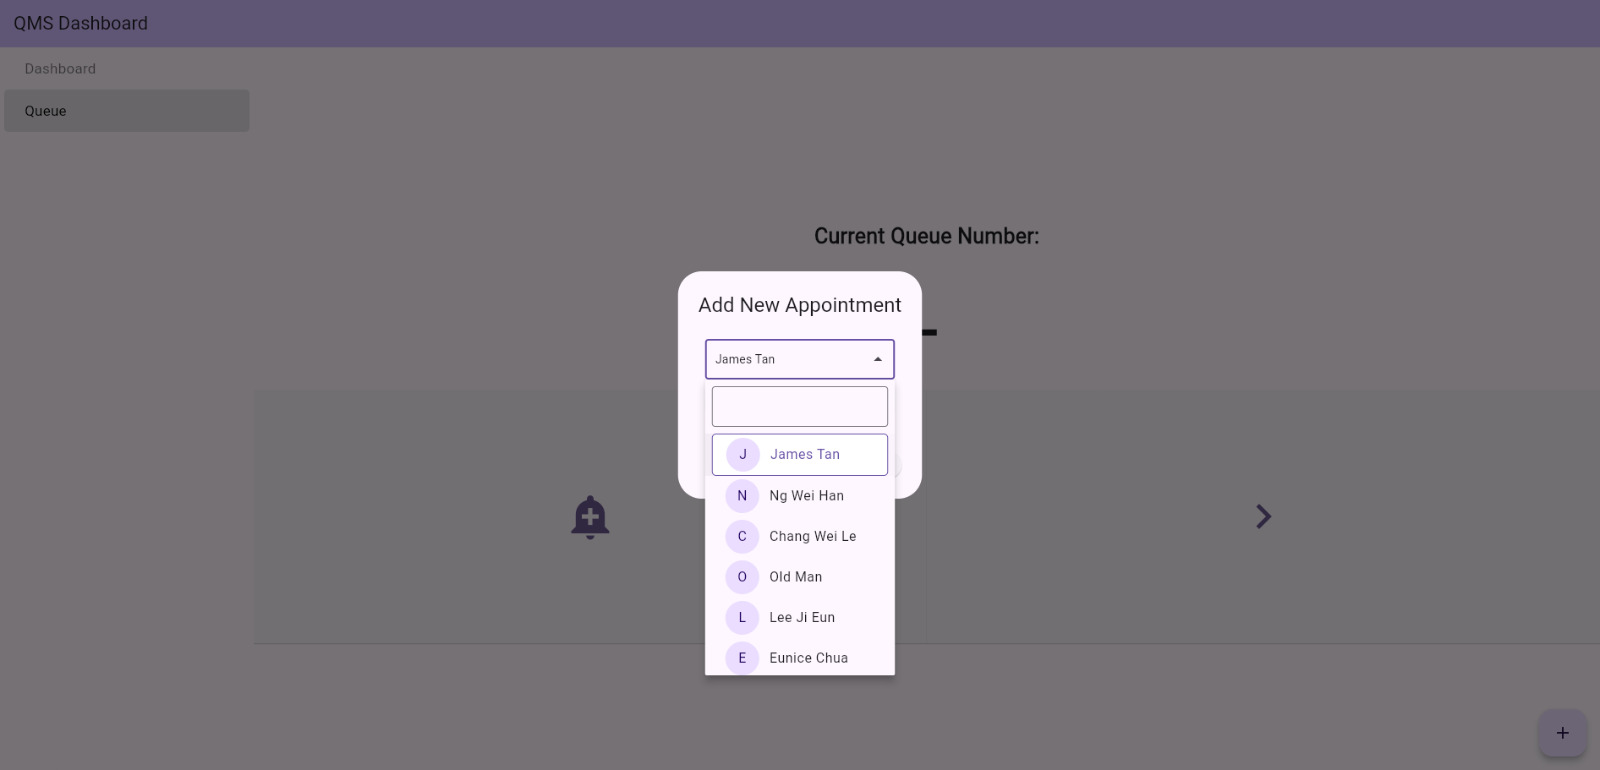 QMS Dashboard
Dashboard
Queue
Current Queue Number:
Add New Appointment
James Tan
J James Tan
N Ng Wei Han
C Chang Wei Le
O Old Man
L Lee Ji Eun
E Eunice Chua